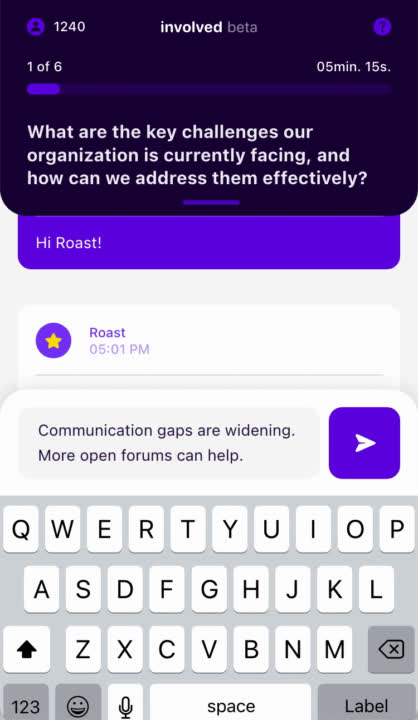 1240
involved beta
?
1 of 6
05min. 15s.
What are the key challenges our
organization is currently facing, and
how can we address them effectively?
Hi Roast!
Roast
05:01 PM
Communication gaps are widening.
More open forums can help.
Q W E R T Y U I O P
A S D F G H J K L
Z X C V B N M
123
space
Label